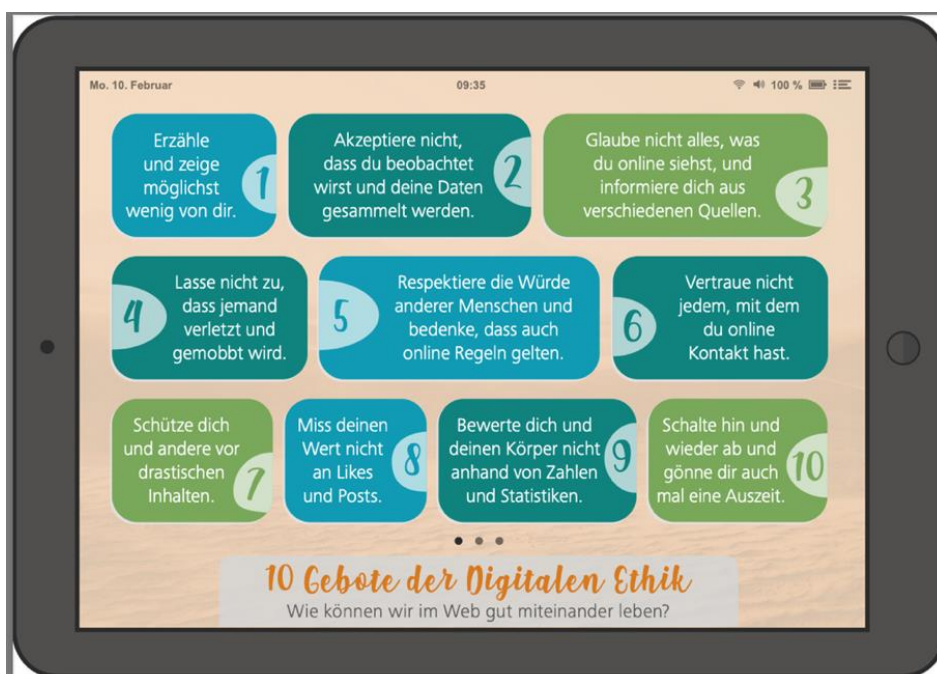 Mo. 10. Februar
09:35
100 %
Erzähle
und zeige
möglichst
wenig von dir.
1
Akzeptiere nicht,
dass du beobachtet
wirst und deine Daten
gesammelt werden.
2
Glaube nicht alles, was
du online siehst, und
informiere dich aus
verschiedenen Quellen.
3
4
Lasse nicht zu,
dass jemand
verletzt und
gemobbt wird.
5
Respektiere die Würde
anderer Menschen und
bedenke, dass auch
online Regeln gelten.
6
Vertraue nicht
jedem, mit dem
du online
Kontakt hast.
Schütze dich
und andere vor
drastischen
Inhalten.
7
Miss deinen
Wert nicht
an Likes
und Posts.
8
Bewerte dich und
deinen Körper nicht
anhand von Zahlen
und Statistiken.
9
Schalte hin und
wieder ab und
gönne dir auch
mal eine Auszeit.
10
10 Gebote der Digitalen Ethik
Wie können wir im Web gut miteinander leben?